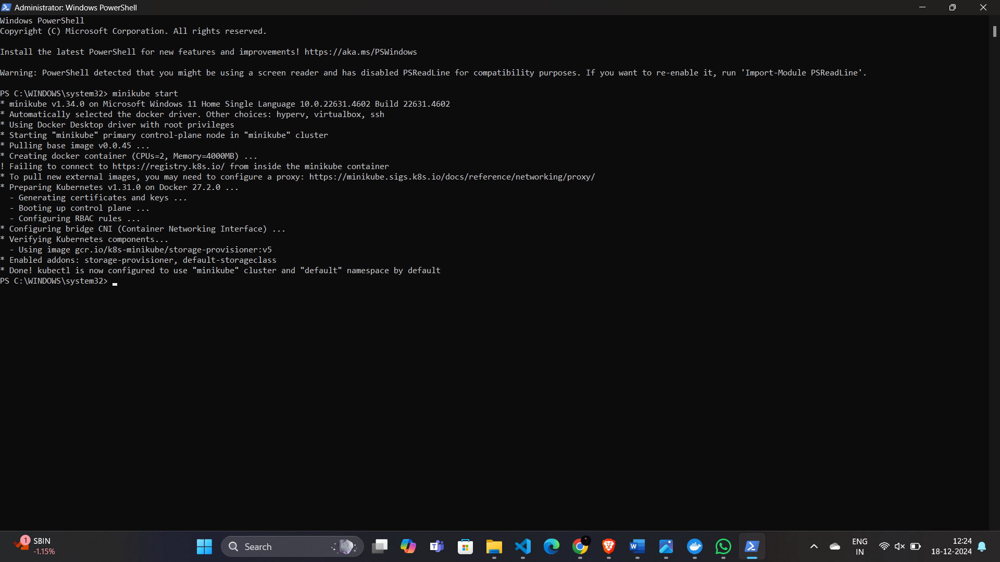 Administrator: Windows PowerShell
Windows PowerShell
Copyright (C) Microsoft Corporation. All rights reserved.
Install the latest PowerShell for new features and improvements! https://aka.ms/PSWindows
Warning: PowerShell detected that you might be using a screen reader and has disabled PSReadLine for compatibility purposes. If you want to re-enable it, run 'Import-Module PSReadLine'.
PS C:\WINDOWS\system32> minikube start
* minikube v1.34.0 on Microsoft Windows 11 Home Single Language 10.0.22631.4602 Build 22631.4602
* Automatically selected the docker driver. Other choices: hyperv, virtualbox, ssh
* Using Docker Desktop driver with root privileges
* Starting "minikube" primary control-plane node in "minikube" cluster
* Pulling base image v0.0.45 ...
* Creating docker container (CPUs=2, Memory=4000MB) ...
! Failing to connect to https://registry.k8s.io/ from inside the minikube container
* To pull new external images, you may need to configure a proxy: https://minikube.sigs.k8s.io/docs/reference/networking/proxy/
* Preparing Kubernetes v1.31.0 on Docker 27.2.0 ...
  - Generating certificates and keys ...
  - Booting up control plane ...
  - Configuring RBAC rules ...
* Configuring bridge CNI (Container Networking Interface) ...
* Verifying Kubernetes components...
  - Using image gcr.io/k8s-minikube/storage-provisioner:v5
* Enabled addons: storage-provisioner, default-storageclass
* Done! kubectl is now configured to use "minikube" cluster and "default" namespace by default
PS C:\WINDOWS\system32>
1
SBIN
-1.15%
Search
ENG
IN
12:24
18-12-2024